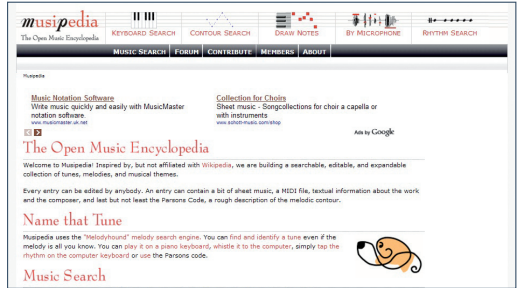 musipedia
The Open Music Encyclopedia
KEYBOARD SEARCH
CONTOUR SEARCH
DRAW NOTES
BY MICROPHONE
RHYTHM SEARCH
MUSIC SEARCH FORUM CONTRIBUTE MEMBERS ABOUT
Musipedia
Music Notation Software
Write music quickly and easily with MusicMaster
notation software.
www.musicmaster.uk.net
Collection for Choirs
Sheet music - Songcollections for choir a capella or
with instruments
www.schott-music.com/shop
Ads by Google
The Open Music Encyclopedia
Welcome to Musipedia! Inspired by, but not affiliated with Wikipedia, we are building a searchable, editable, and expandable
collection of tunes, melodies, and musical themes.
Every entry can be edited by anybody. An entry can contain a bit of sheet music, a MIDI file, textual information about the work
and the composer, and last but not least the Parsons Code, a rough description of the melodic contour.
Name that Tune
Musipedia uses the "Melodyhound" melody search engine. You can find and identify a tune even if the
melody is all you know. You can play it on a piano keyboard, whistle it to the computer, simply tap the
rhythm on the computer keyboard or use the Parsons code.
Music Search